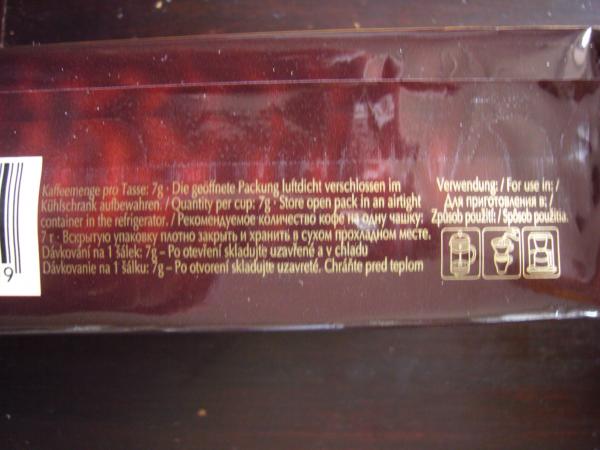 Kaffeemenge pro Tasse: 7g · Die geöffnete Packung luftdicht verschlossen im
Kühlschrank aufbewahren. / Quantity per cup: 7g · Store open pack in an airtight
container in the refrigerator. / Рекомендуемое количество кофе на одну чашку:
7 г · Вскрытую упаковку плотно закрыть и хранить в сухом прохладном месте.
Dávkování na 1 šálek: 7g – Po otevření skladujte uzavřené a v chladu
Dávkovanie na 1 šálku: 7g – Po otvorení skladujte uzavreté. Chráňte pred teplom
Verwendung: / For use in: /
Для приготовления в: /
Způsob použití: / Spôsob použitia:
9